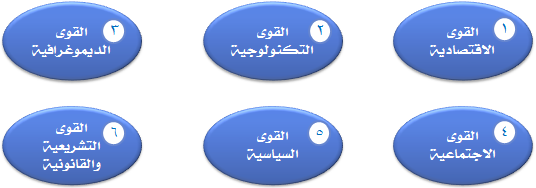 ١ القوى
الاقتصادية
٢ القوى
التكنولوجية
٣ القوى
الديموغرافية
٤ القوى
الاجتماعية
٥ القوى
السياسية
٦ القوى
التشريعية
والقانونية